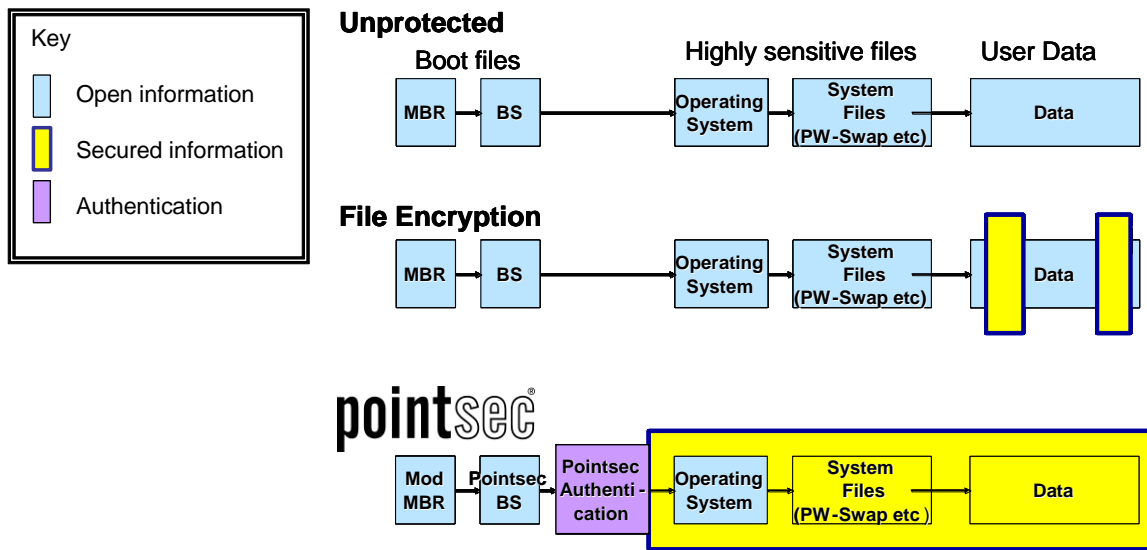 Key
Open information
Secured information
Authentication
Unprotected
Boot files
Highly sensitive files
User Data
MBR
BS
Operating
System
System
Files
(PW-Swap etc)
Data
File Encryption
MBR
BS
Operating
System
System
Files
(PW-Swap etc)
Data
pointsec®
Mod
MBR
Pointsec
BS
Pointsec
Authenti-
cation
Operating
System
System
Files
(PW-Swap etc)
Data